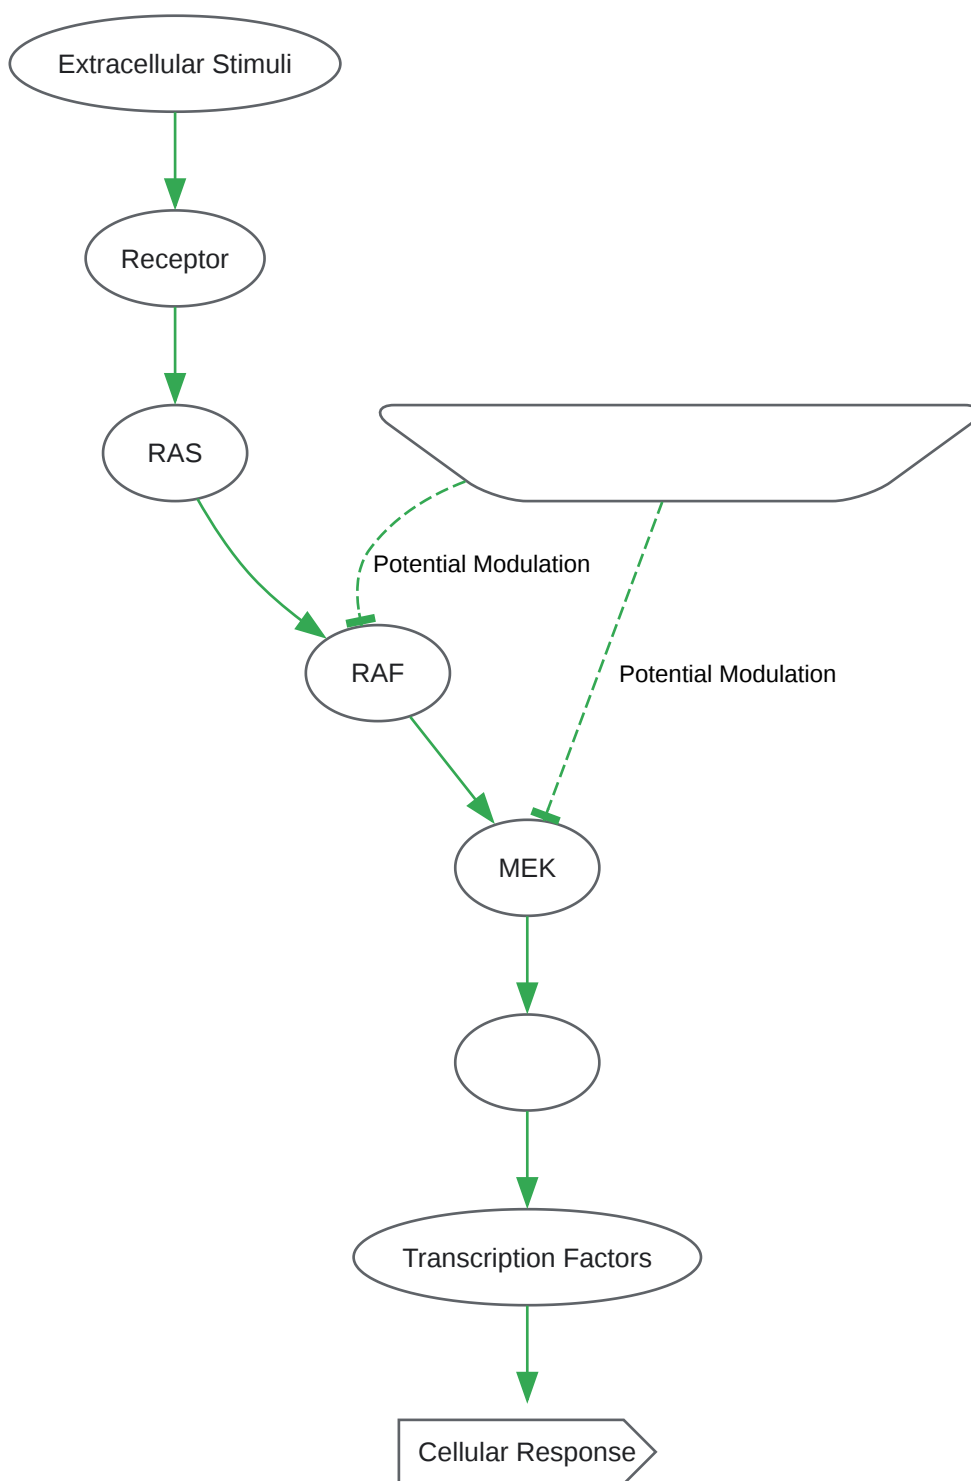 Extracellular Stimuli
Receptor
RAS
Potential Modulation
RAF
Potential Modulation
MEK
Transcription Factors
Cellular Response